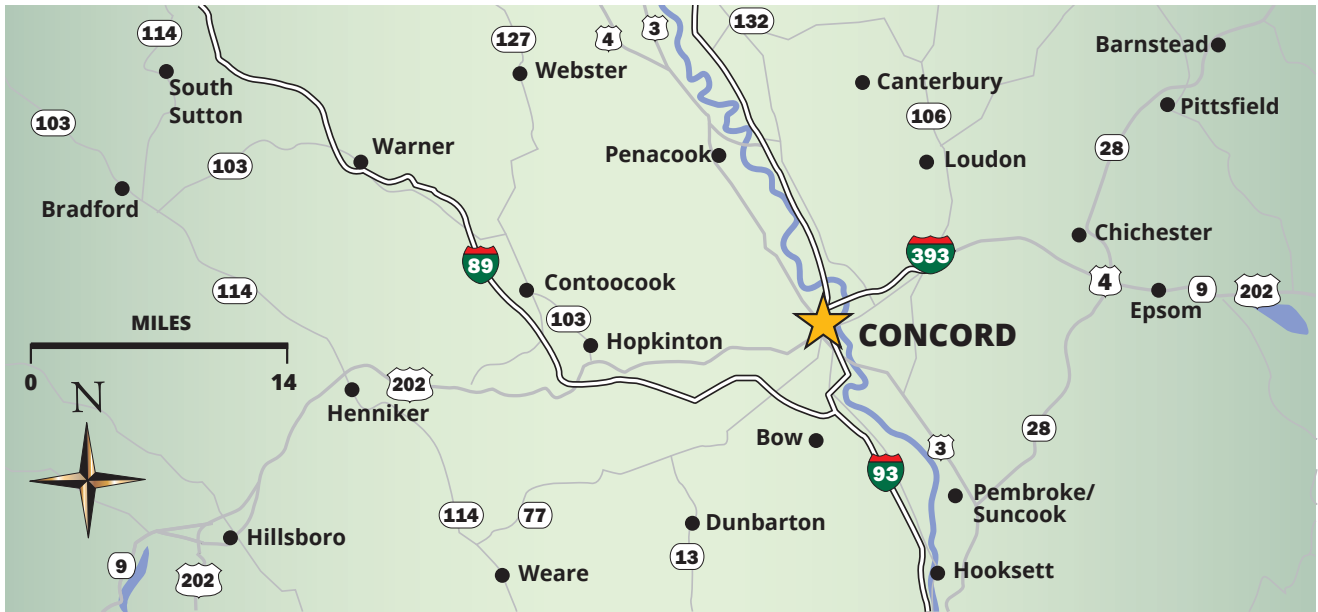 114
127
4
3
132
Barnstead
Webster
South
Sutton
Canterbury
Pittsfield
103
106
Warner
28
103
Penacook
Loudon
Bradford
Chichester
393
89
4
Contoocook
9
202
114
Epsom
103
MILES
CONCORD
Hopkinton
0
14
202
N
Henniker
28
Bow
3
93
Pembroke/
Suncook
114
77
Dunbarton
Hillsboro
13
9
202
Weare
Hooksett